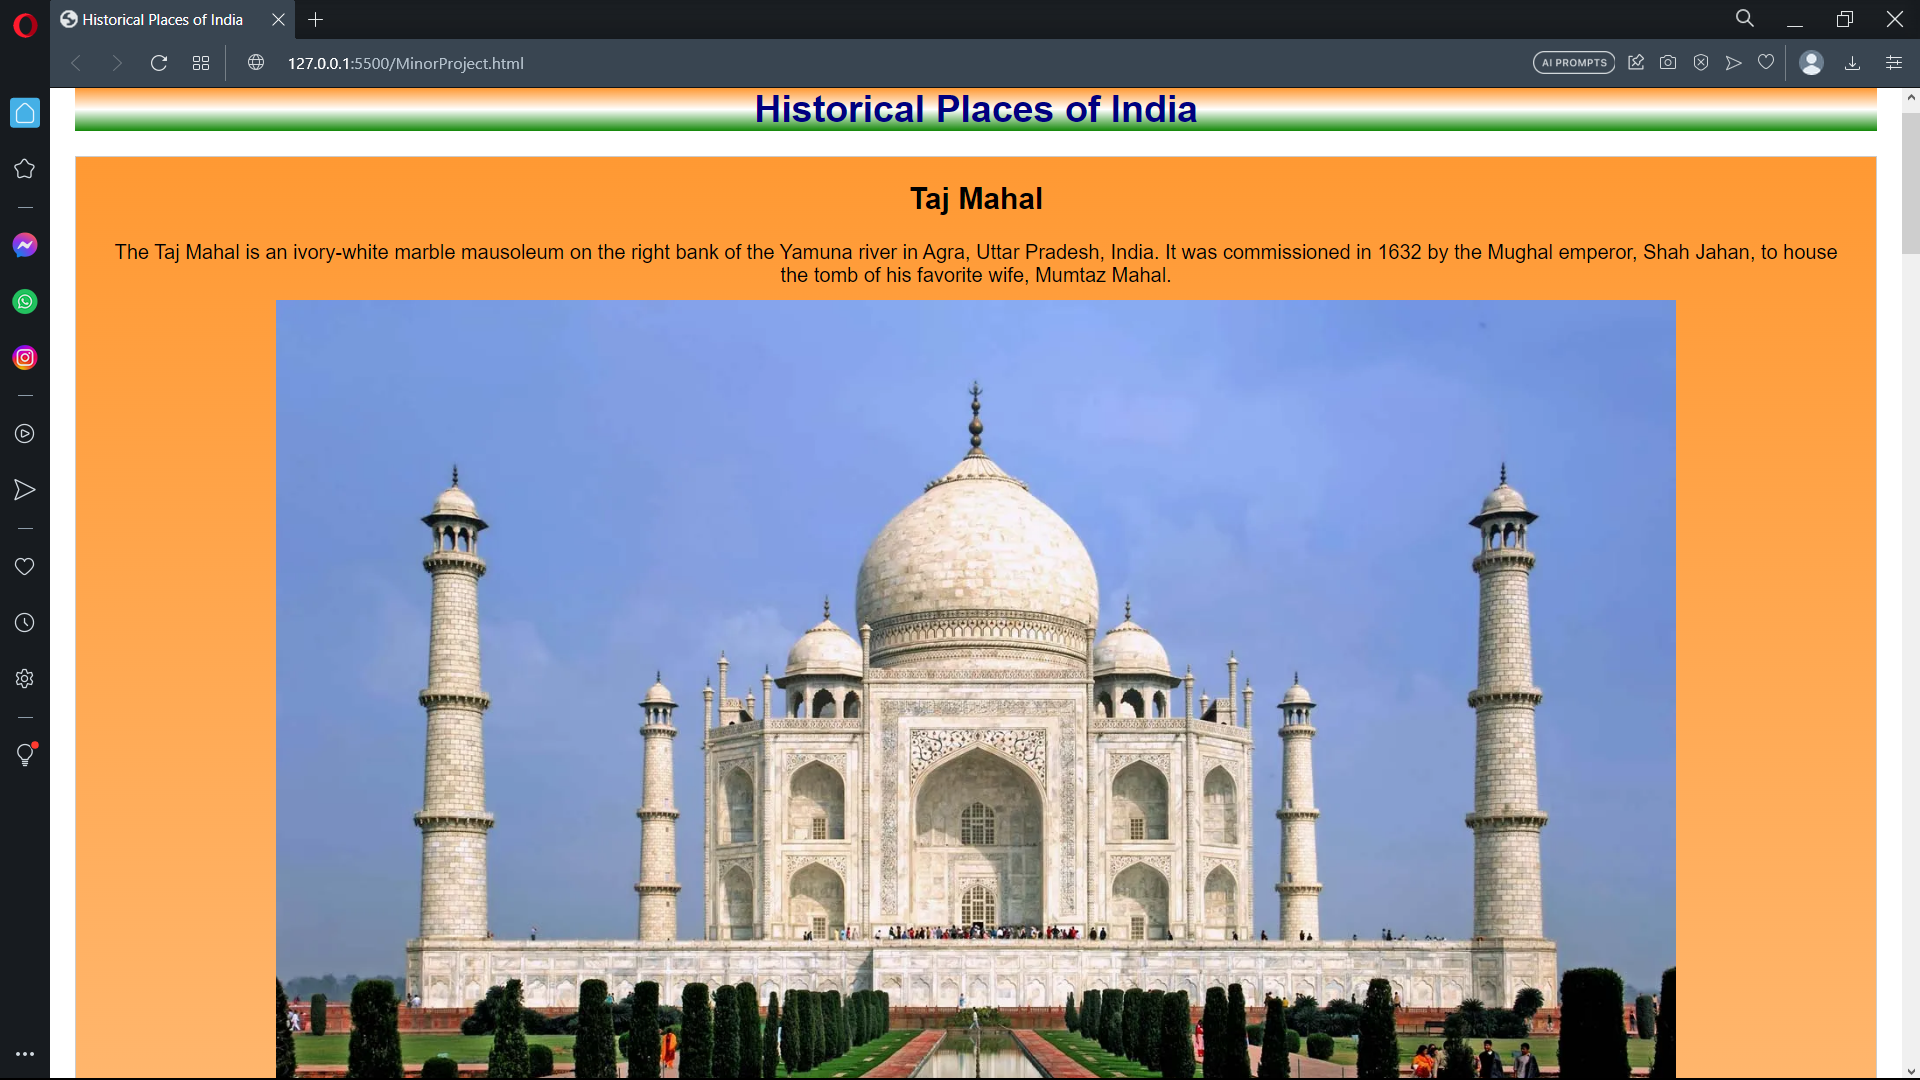 Historical Places of India
127.0.0.1:5500/MinorProject.html
AI PROMPTS
Historical Places of India
Taj Mahal
The Taj Mahal is an ivory-white marble mausoleum on the right bank of the Yamuna river in Agra, Uttar Pradesh, India. It was commissioned in 1632 by the Mughal emperor, Shah Jahan, to house
the tomb of his favorite wife, Mumtaz Mahal.